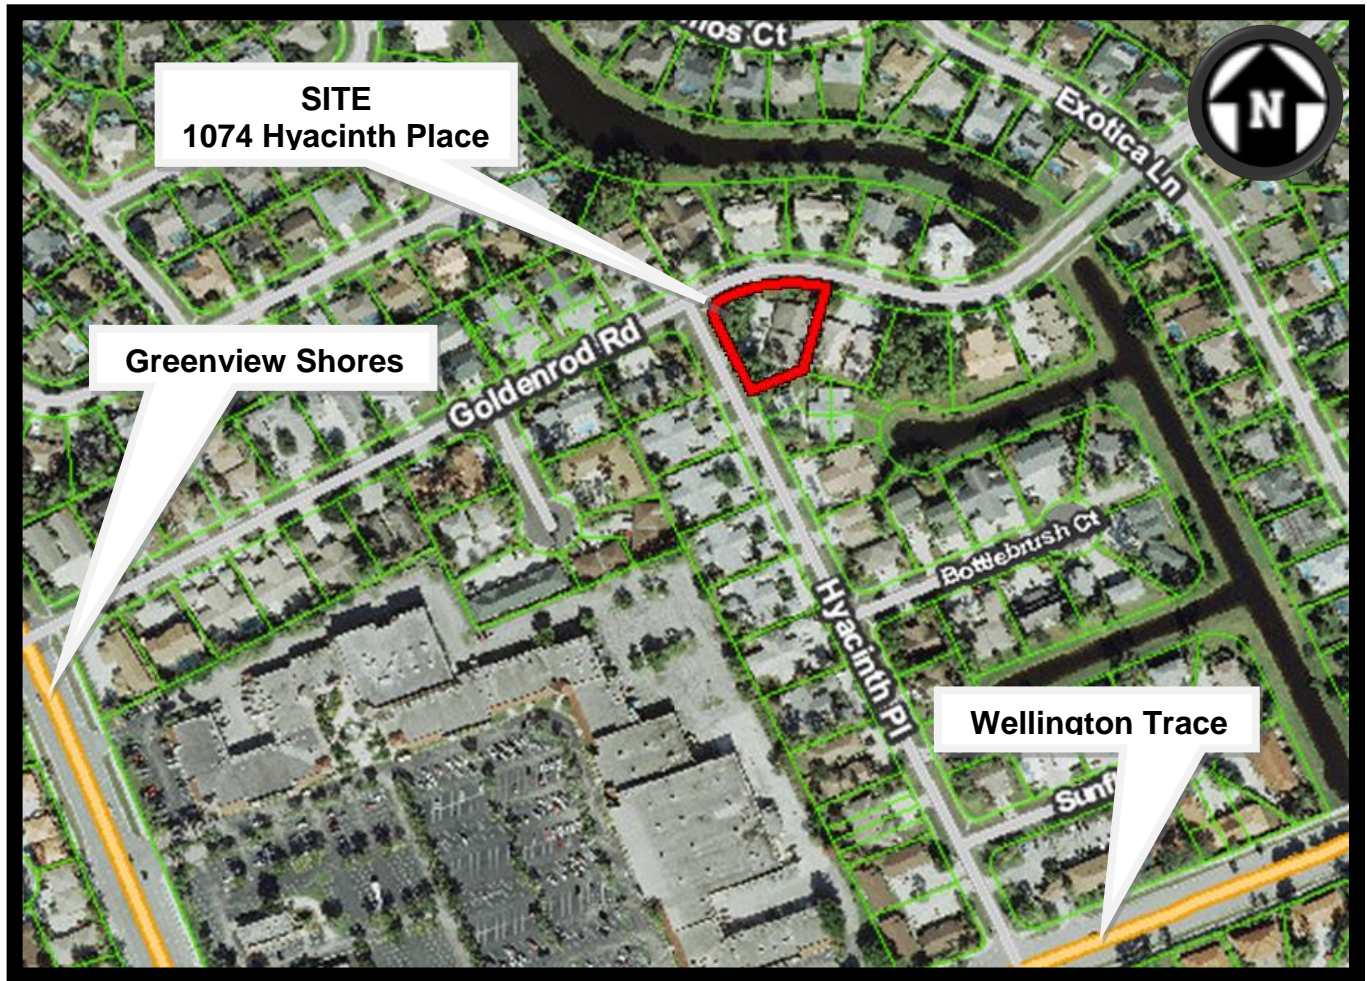 SITE
1074 Hyacinth Place
N
Exotica Ln
Greenview Shores
Goldenrod Rd
Bottlebrush Ct
Hyacinth Pl
Wellington Trace